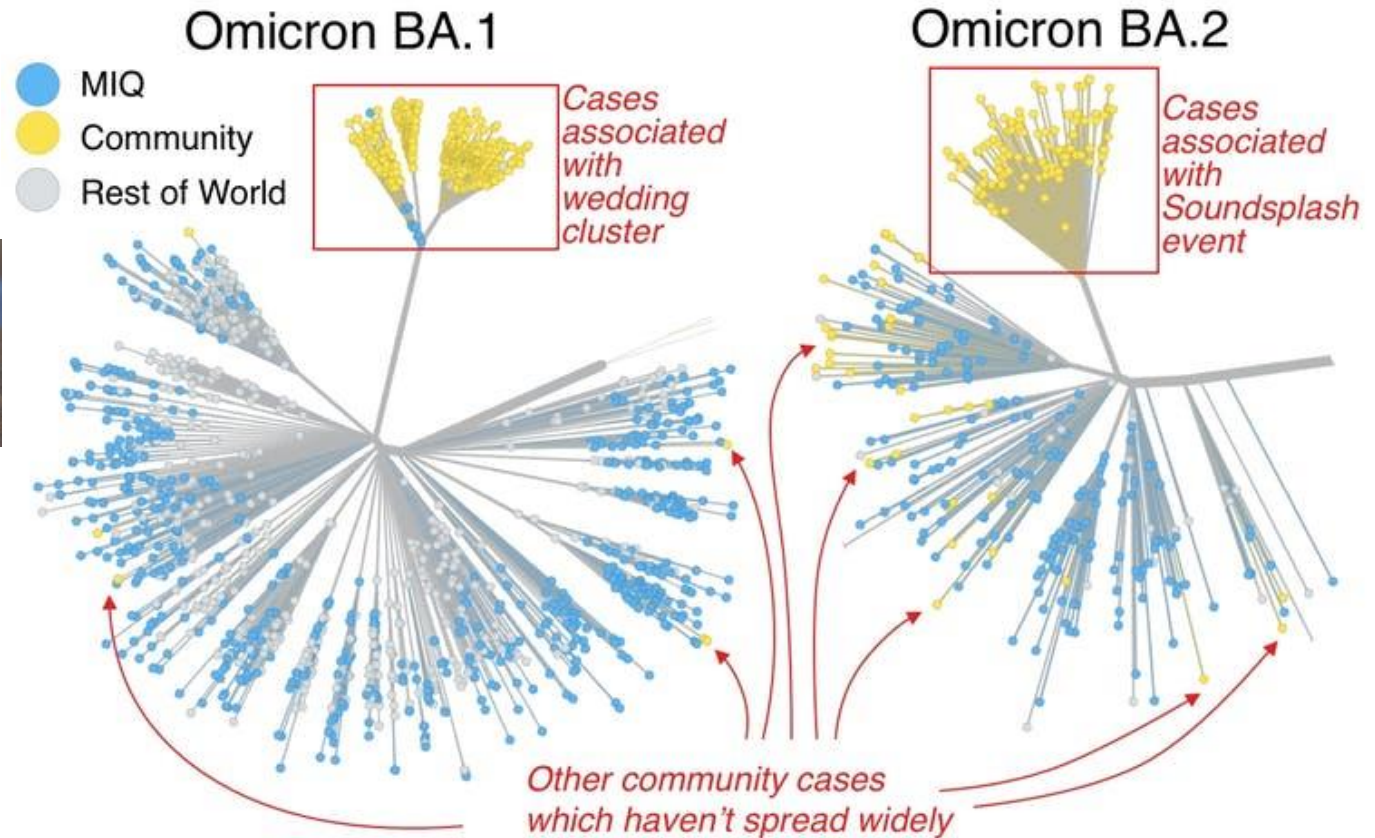 Omicron BA.1
Omicron BA.2
MIQ
Community
Rest of World
Cases
associated
with
wedding
cluster
Cases
associated
with
Soundsplash
event
Other community cases
which haven't spread widely